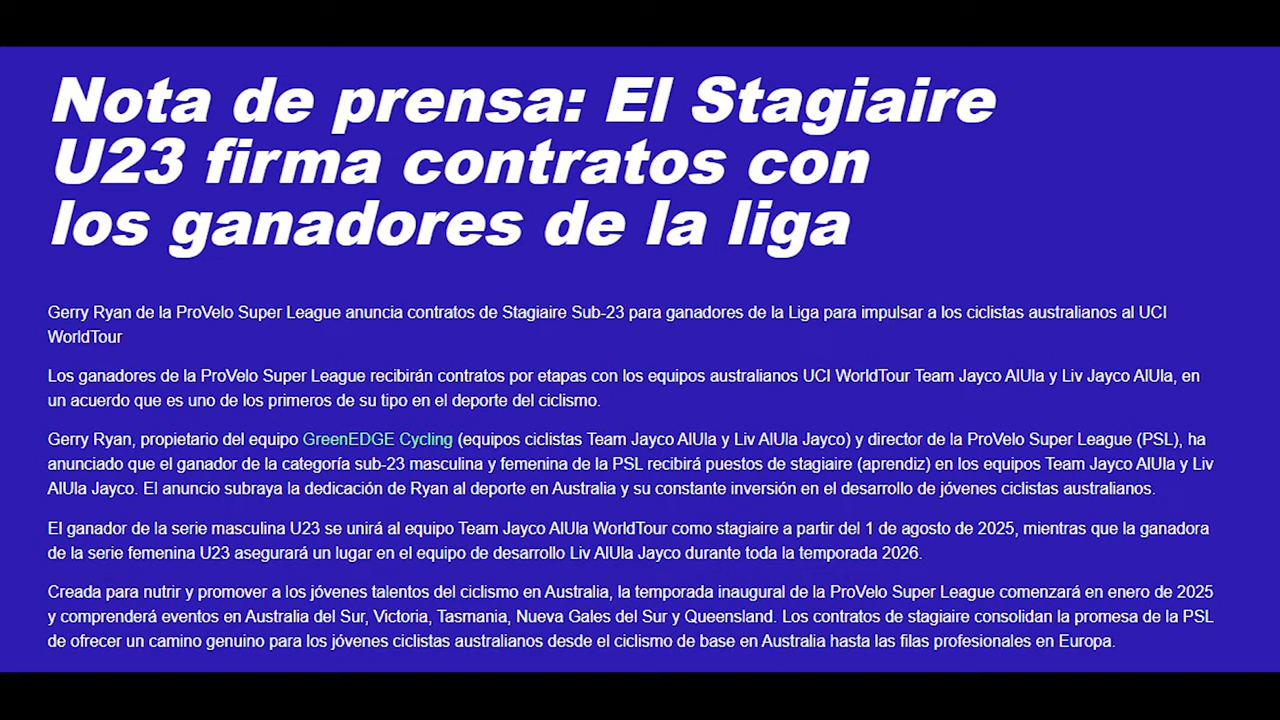 Nota de prensa: El Stagiaire
U23 firma contratos con
los ganadores de la liga
Gerry Ryan de la ProVelo Super League anuncia contratos de Stagiaire Sub-23 para ganadores de la Liga para impulsar a los ciclistas australianos al UCI
WorldTour
Los ganadores de la ProVelo Super League recibirán contratos por etapas con los equipos australianos UCI WorldTour Team Jayco AlUla y Liv Jayco AlUla, en
un acuerdo que es uno de los primeros de su tipo en el deporte del ciclismo.
Gerry Ryan, propietario del equipo GreenEDGE Cycling (equipos ciclistas Team Jayco AlUla y Liv AlUla Jayco) y director de la ProVelo Super League (PSL), ha
anunciado que el ganador de la categoría sub-23 masculina y femenina de la PSL recibirá puestos de stagiaire (aprendiz) en los equipos Team Jayco AlUla y Liv
AlUla Jayco. El anuncio subraya la dedicación de Ryan al deporte en Australia y su constante inversión en el desarrollo de jóvenes ciclistas australianos.
El ganador de la serie masculina U23 se unirá al equipo Team Jayco AlUla WorldTour como stagiaire a partir del 1 de agosto de 2025, mientras que la ganadora
de la serie femenina U23 asegurará un lugar en el equipo de desarrollo Liv AlUla Jayco durante toda la temporada 2026.
Creada para nutrir y promover a los jóvenes talentos del ciclismo en Australia, la temporada inaugural de la ProVelo Super League comenzará en enero de 2025
y comprenderá eventos en Australia del Sur, Victoria, Tasmania, Nueva Gales del Sur y Queensland. Los contratos de stagiaire consolidan la promesa de la PSL
de ofrecer un camino genuino para los jóvenes ciclistas australianos desde el ciclismo de base en Australia hasta las filas profesionales en Europa.